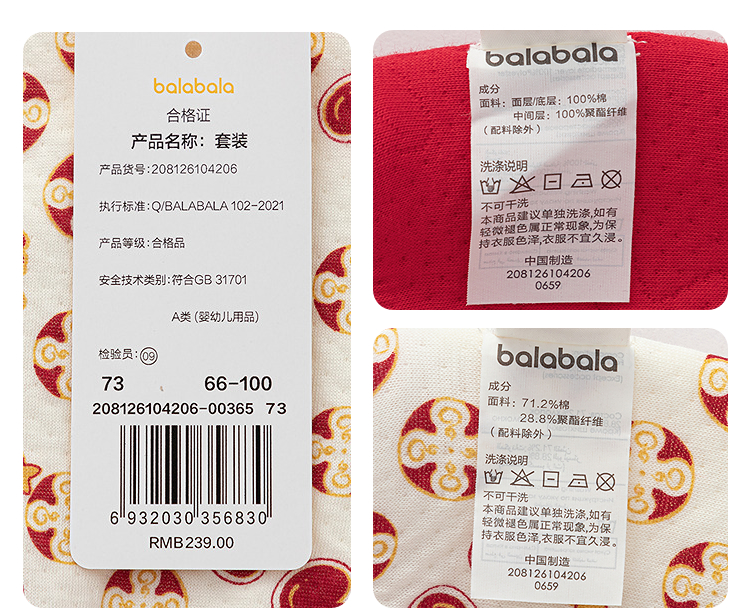 balabala
合格证
产品名称：套装
产品货号：208126104206
执行标准：Q/BALABALA 102-2021
产品等级：合格品
安全技术类别：符合GB 31701
A类 (婴幼儿用品)
检验员：09
73 66-100
208126104206-00365 73
6 932030 356830
RMB239.00
balabala
成分
面料：面层/底层：100%棉
中间层：100%聚酯纤维
（配料除外）
洗涤说明
不可干洗
本商品建议单独洗涤,如有
轻微褪色属正常现象,为保
持衣服色泽,衣服不宜久浸。
中国制造
208126104206
0659
balabala
成分
面料：71.2%棉
28.8%聚酯纤维
（配料除外）
洗涤说明
不可干洗
本商品建议单独洗涤,如有
轻微褪色属正常现象,为保
持衣服色泽,衣服不宜久浸。
中国制造
208126104206
0659